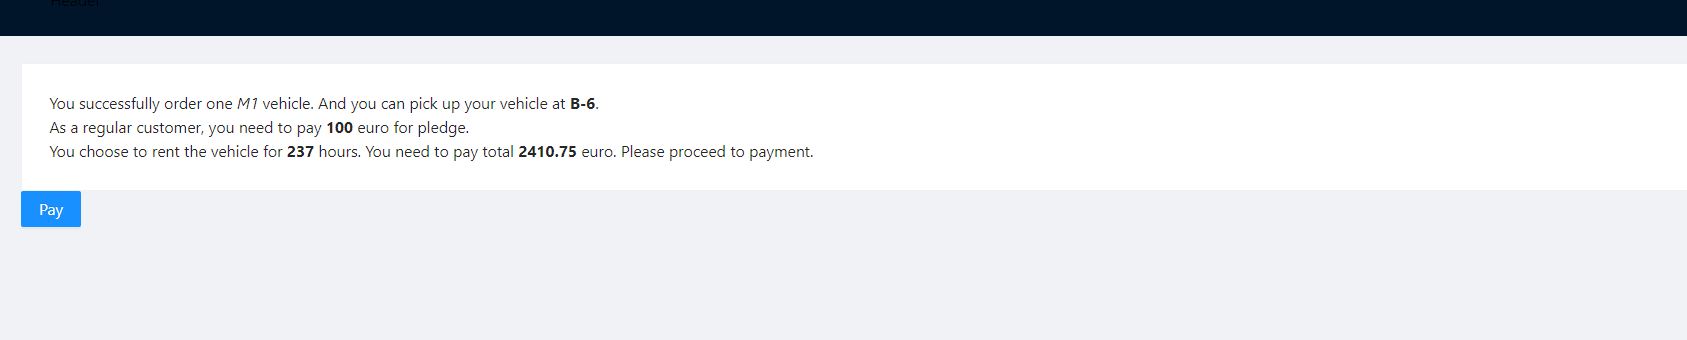 Header
You successfully order one M1 vehicle. And you can pick up your vehicle at B-6.
As a regular customer, you need to pay 100 euro for pledge.
You choose to rent the vehicle for 237 hours. You need to pay total 2410.75 euro. Please proceed to payment.
Pay